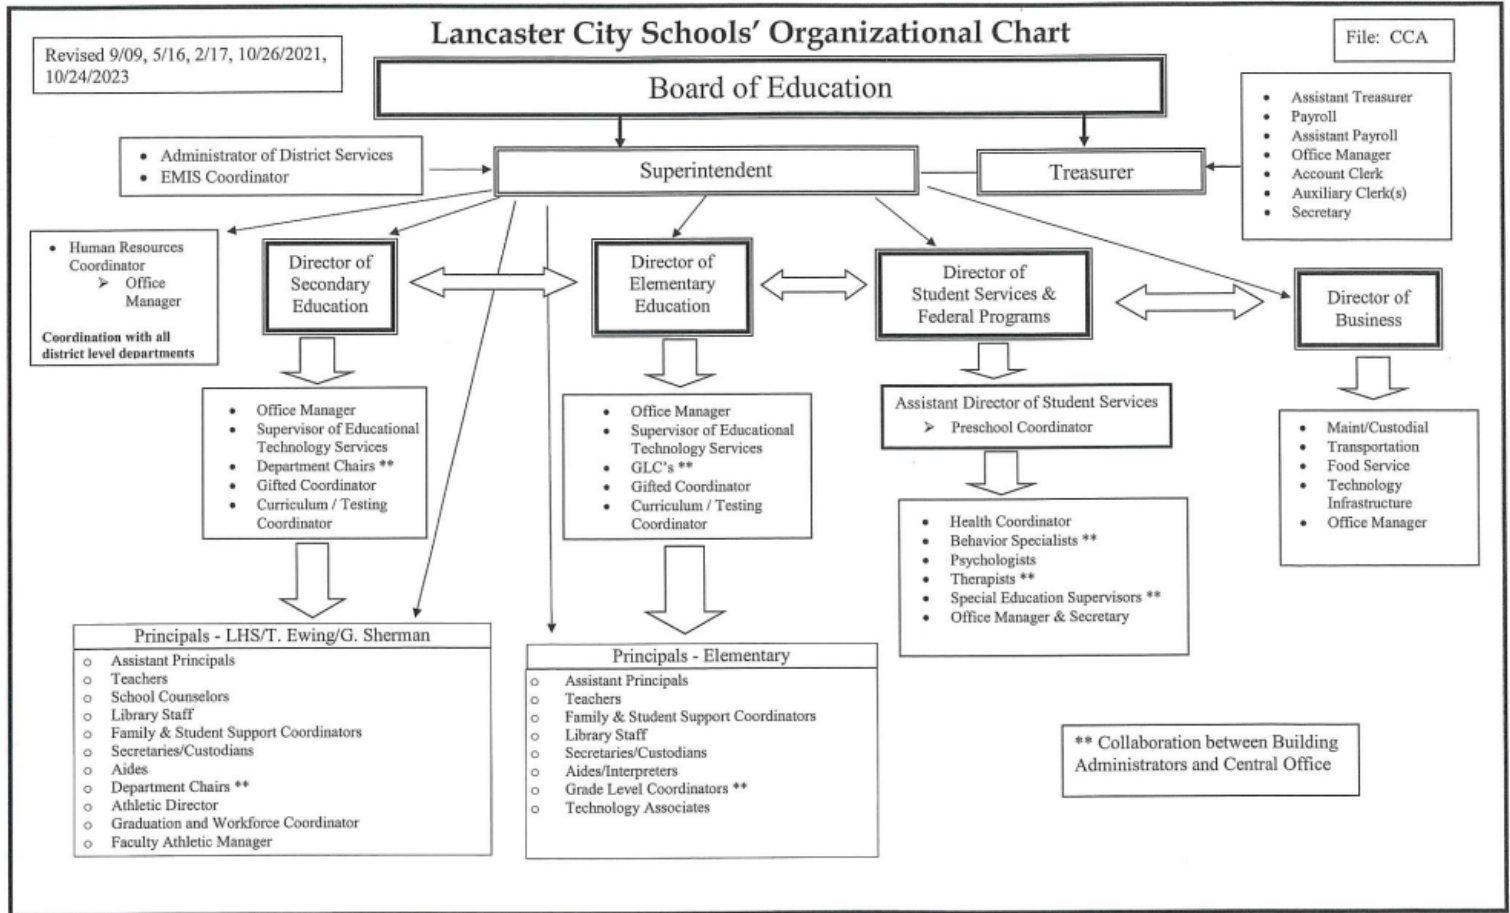 Lancaster City Schools' Organizational Chart
Revised 9/09, 5/16, 2/17, 10/26/2021,
10/24/2023
File: CCA
Board of Education
• Administrator of District Services
• EMIS Coordinator
Superintendent
Treasurer
• Assistant Treasurer
• Payroll
• Assistant Payroll
• Office Manager
• Account Clerk
• Auxiliary Clerk(s)
• Secretary
• Human Resources
Coordinator
➤ Office
Manager
Coordination with all
district level departments
Director of
Secondary
Education
Director of
Elementary
Education
Director of
Student Services &
Federal Programs
Director of
Business
• Office Manager
• Supervisor of Educational
Technology Services
• Department Chairs **
• Gifted Coordinator
• Curriculum / Testing
Coordinator
• Office Manager
• Supervisor of Educational
Technology Services
• GLC's **
• Gifted Coordinator
• Curriculum / Testing
Coordinator
Assistant Director of Student Services
➤ Preschool Coordinator
• Maint/Custodial
• Transportation
• Food Service
• Technology
Infrastructure
• Office Manager
• Health Coordinator
• Behavior Specialists **
• Psychologists
• Therapists **
• Special Education Supervisors **
• Office Manager & Secretary
Principals - LHS/T. Ewing/G. Sherman
o Assistant Principals
o Teachers
o School Counselors
o Library Staff
o Family & Student Support Coordinators
o Secretaries/Custodians
o Aides
o Department Chairs **
o Athletic Director
o Graduation and Workforce Coordinator
o Faculty Athletic Manager
Principals - Elementary
o Assistant Principals
o Teachers
o Family & Student Support Coordinators
o Library Staff
o Secretaries/Custodians
o Aides/Interpreters
o Grade Level Coordinators **
o Technology Associates
** Collaboration between Building
Administrators and Central Office